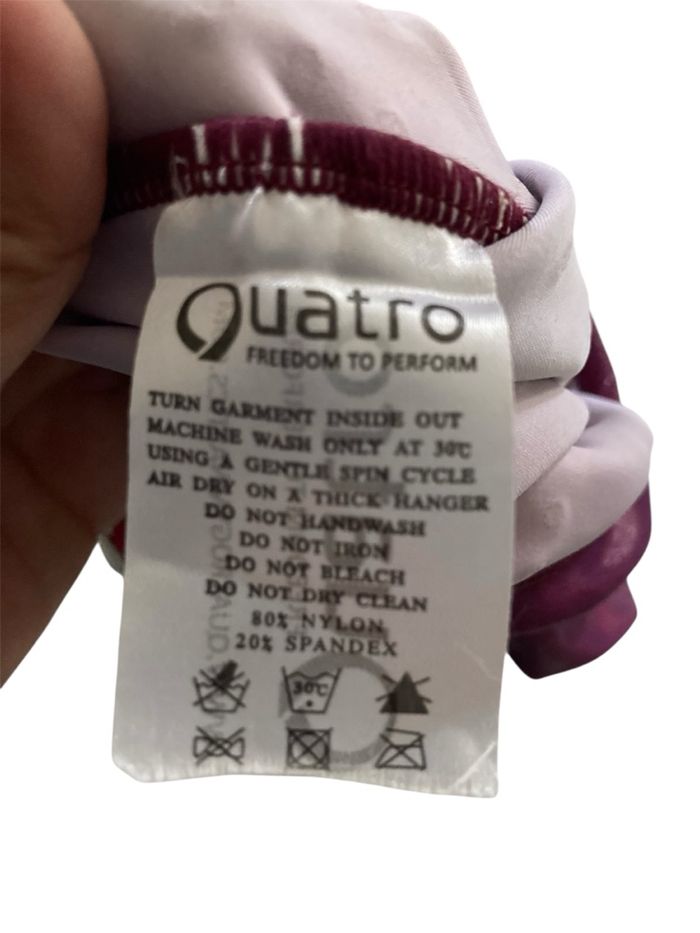 Quatro
FREEDOM TO PERFORM
TURN GARMENT INSIDE OUT
MACHINE WASH ONLY AT 30℃
USING A GENTLE SPIN CYCLE
AIR DRY ON A THICK HANGER
DO NOT HANDWASH
DO NOT IRON
DO NOT BLEACH
DO NOT DRY CLEAN
80% NYLON
20% SPANDEX
30℃